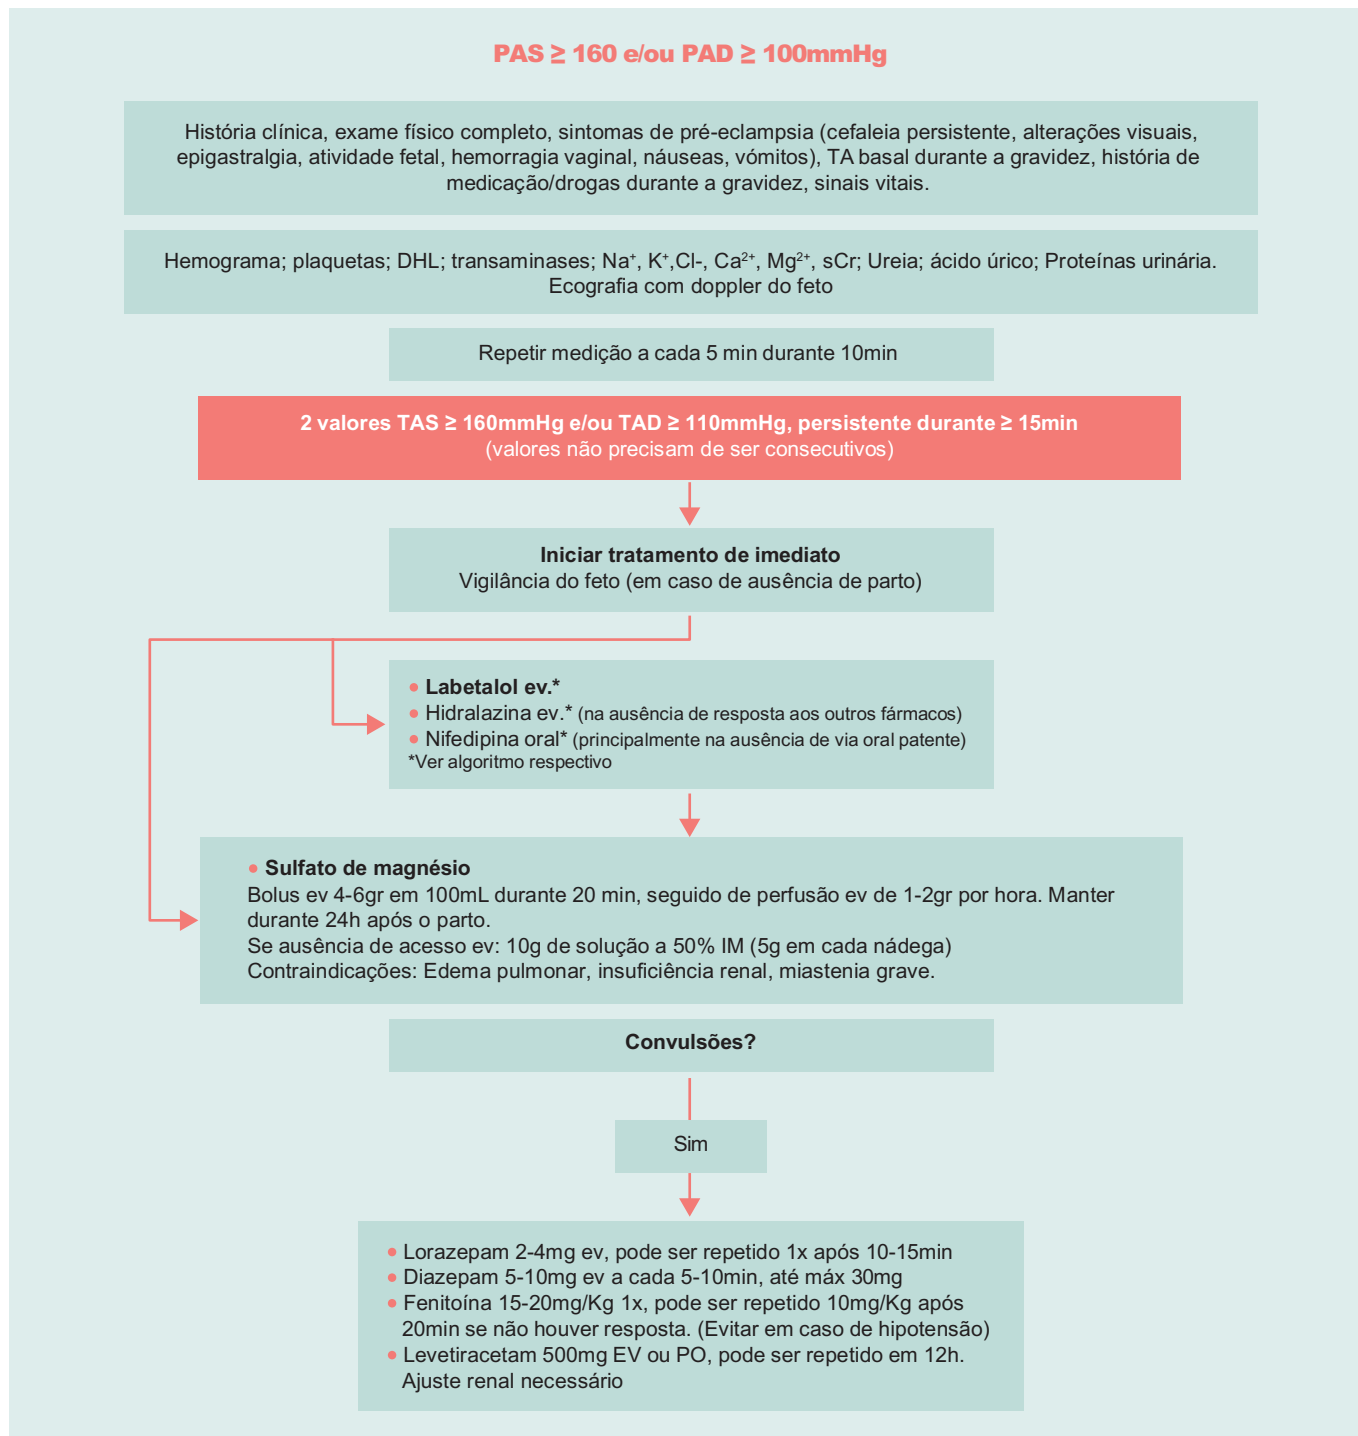 PAS ≥ 160 e/ou PAD ≥ 100mmHg
História clínica, exame físico completo, sintomas de pré-eclampsia (cefaleia persistente, alterações visuais,
epigastralgia, atividade fetal, hemorragia vaginal, náuseas, vómitos), TA basal durante a gravidez, história de
medicação/drogas durante a gravidez, sinais vitais.
Hemograma; plaquetas; DHL; transaminases; Na⁺, K⁺,Cl-, Ca²⁺, Mg²⁺, sCr; Ureia; ácido úrico; Proteínas urinária.
Ecografia com doppler do feto
Repetir medição a cada 5 min durante 10min
2 valores TAS ≥ 160mmHg e/ou TAD ≥ 110mmHg, persistente durante ≥ 15min
(valores não precisam de ser consecutivos)
Iniciar tratamento de imediato
Vigilância do feto (em caso de ausência de parto)
• Labetalol ev.*
• Hidralazina ev.* (na ausência de resposta aos outros fármacos)
• Nifedipina oral* (principalmente na ausência de via oral patente)
*Ver algoritmo respectivo
• Sulfato de magnésio
Bolus ev 4-6gr em 100mL durante 20 min, seguido de perfusão ev de 1-2gr por hora. Manter
durante 24h após o parto.
Se ausência de acesso ev: 10g de solução a 50% IM (5g em cada nádega)
Contraindicações: Edema pulmonar, insuficiência renal, miastenia grave.
Convulsões?
Sim
• Lorazepam 2-4mg ev, pode ser repetido 1x após 10-15min
• Diazepam 5-10mg ev a cada 5-10min, até máx 30mg
• Fenitoína 15-20mg/Kg 1x, pode ser repetido 10mg/Kg após
20min se não houver resposta. (Evitar em caso de hipotensão)
• Levetiracetam 500mg EV ou PO, pode ser repetido em 12h.
Ajuste renal necessário